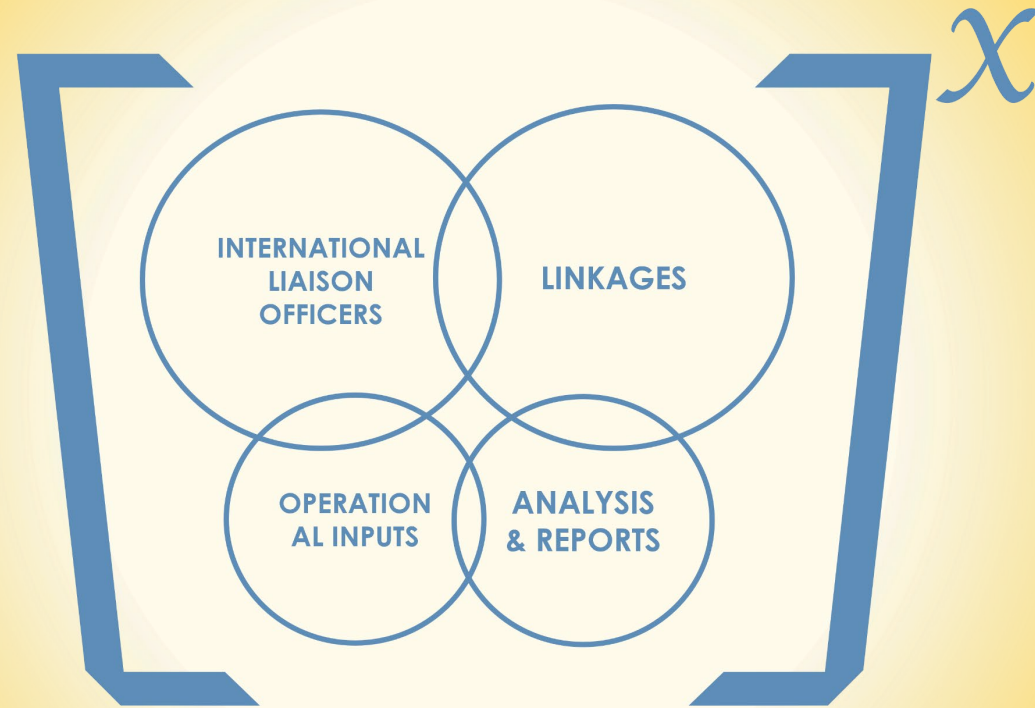 x
INTERNATIONAL
LIAISON
OFFICERS
LINKAGES
OPERATION
AL INPUTS
ANALYSIS
& REPORTS